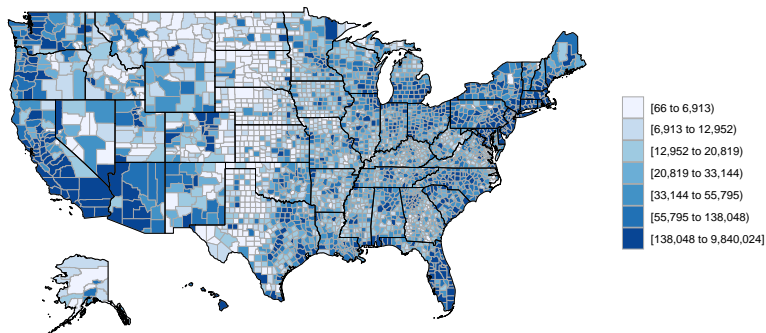 [66 to 6,913)
[6,913 to 12,952)
[12,952 to 20,819)
[20,819 to 33,144)
[33,144 to 55,795)
[55,795 to 138,048)
[138,048 to 9,840,024]